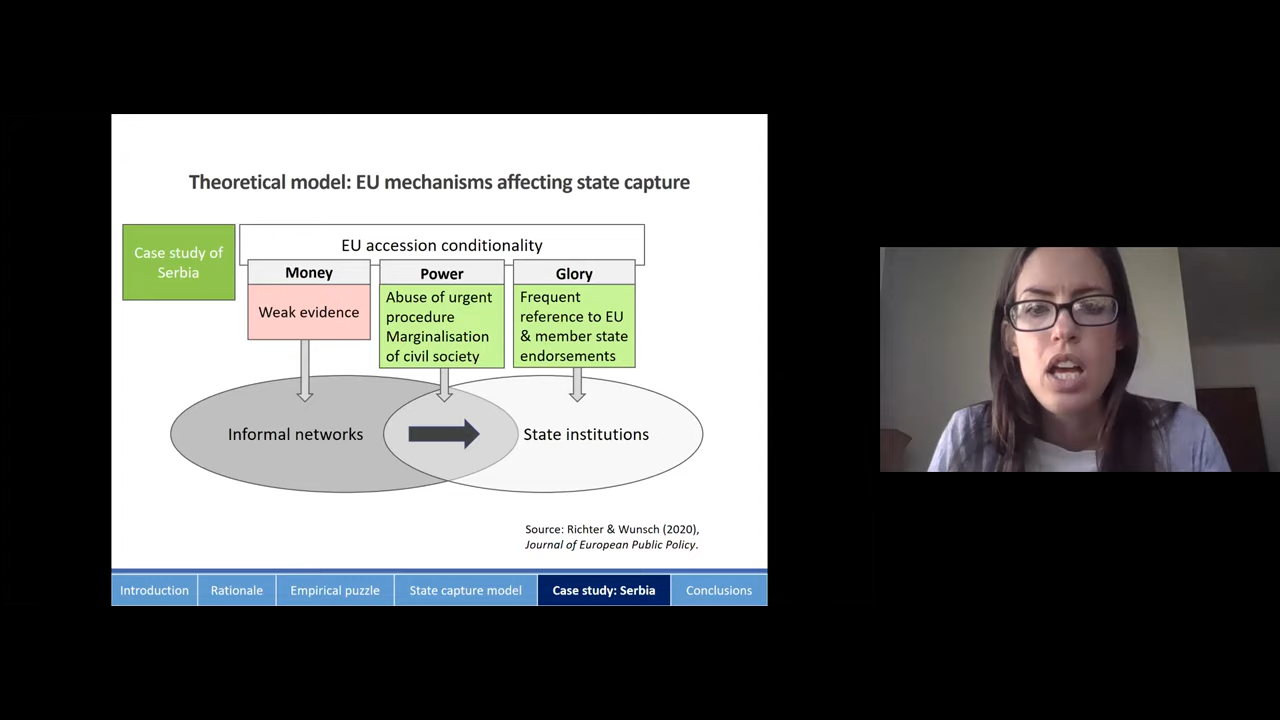 Theoretical model: EU mechanisms affecting state capture
Case study of
Serbia
EU accession conditionality
Money
Power
Glory
Weak evidence
Abuse of urgent
procedure
Marginalisation
of civil society
Frequent
reference to EU
& member state
endorsements
Informal networks
State institutions
Source: Richter & Wunsch (2020),
Journal of European Public Policy.
Introduction
Rationale
Empirical puzzle
State capture model
Case study: Serbia
Conclusions